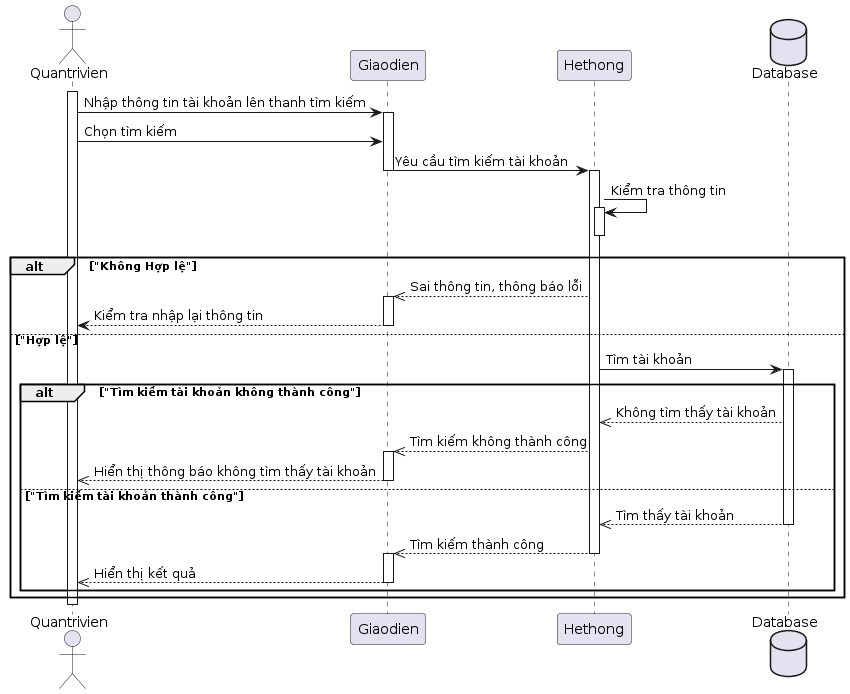 Quantrivien
Giaodien
Hethong
Database
Nhập thông tin tài khoản lên thanh tìm kiếm
Chọn tìm kiếm
Yêu cầu tìm kiếm tài khoản
Kiểm tra thông tin
alt ["Không Hợp lệ"]
Sai thông tin, thông báo lỗi
Kiểm tra nhập lại thông tin
["Hợp lệ"]
Tìm tài khoản
alt ["Tìm kiếm tài khoản không thành công"]
Không tìm thấy tài khoản
Tìm kiếm không thành công
Hiển thị thông báo không tìm thấy tài khoản
["Tìm kiếm tài khoản thành công"]
Tìm thấy tài khoản
Tìm kiếm thành công
Hiển thị kết quả
Quantrivien
Giaodien
Hethong
Database